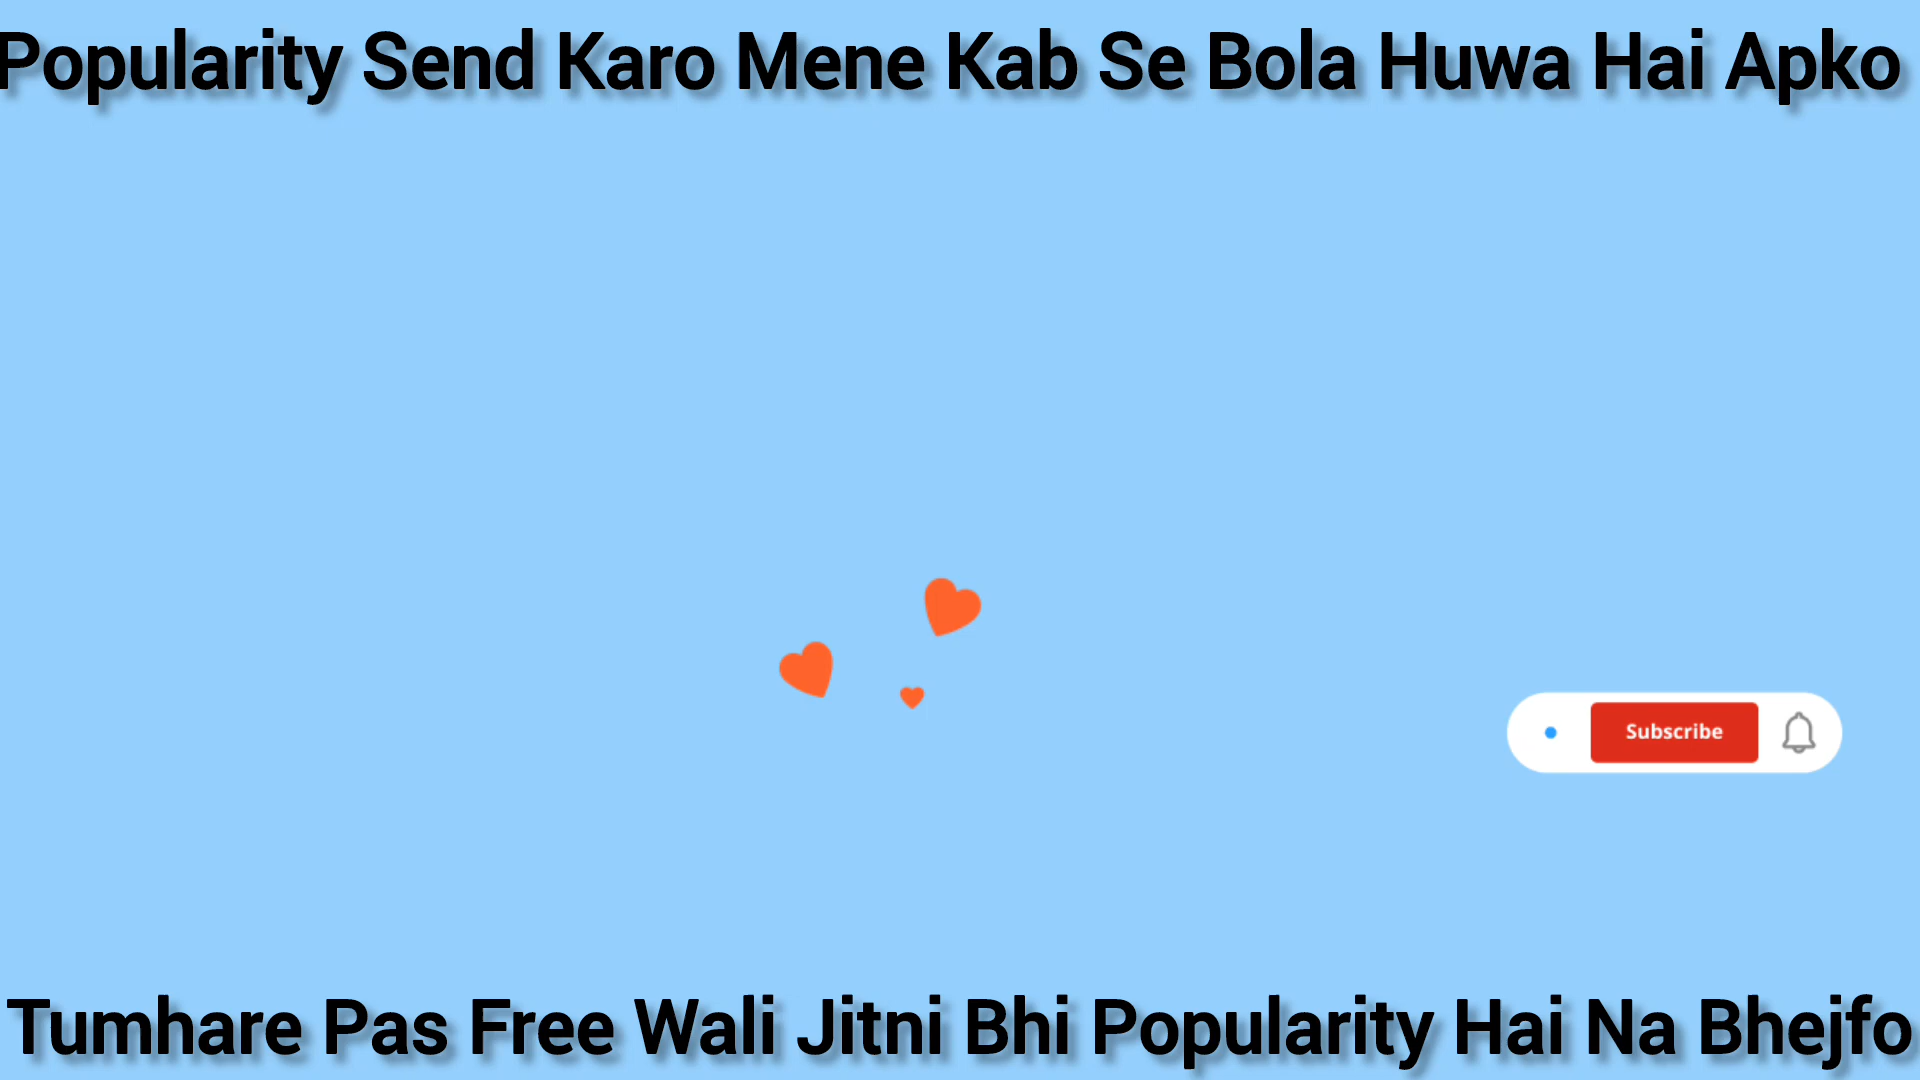 Popularity Send Karo Mene Kab Se Bola Huwa Hai Apko
Subscribe
Tumhare Pas Free Wali Jitni Bhi Popularity Hai Na Bhejfo